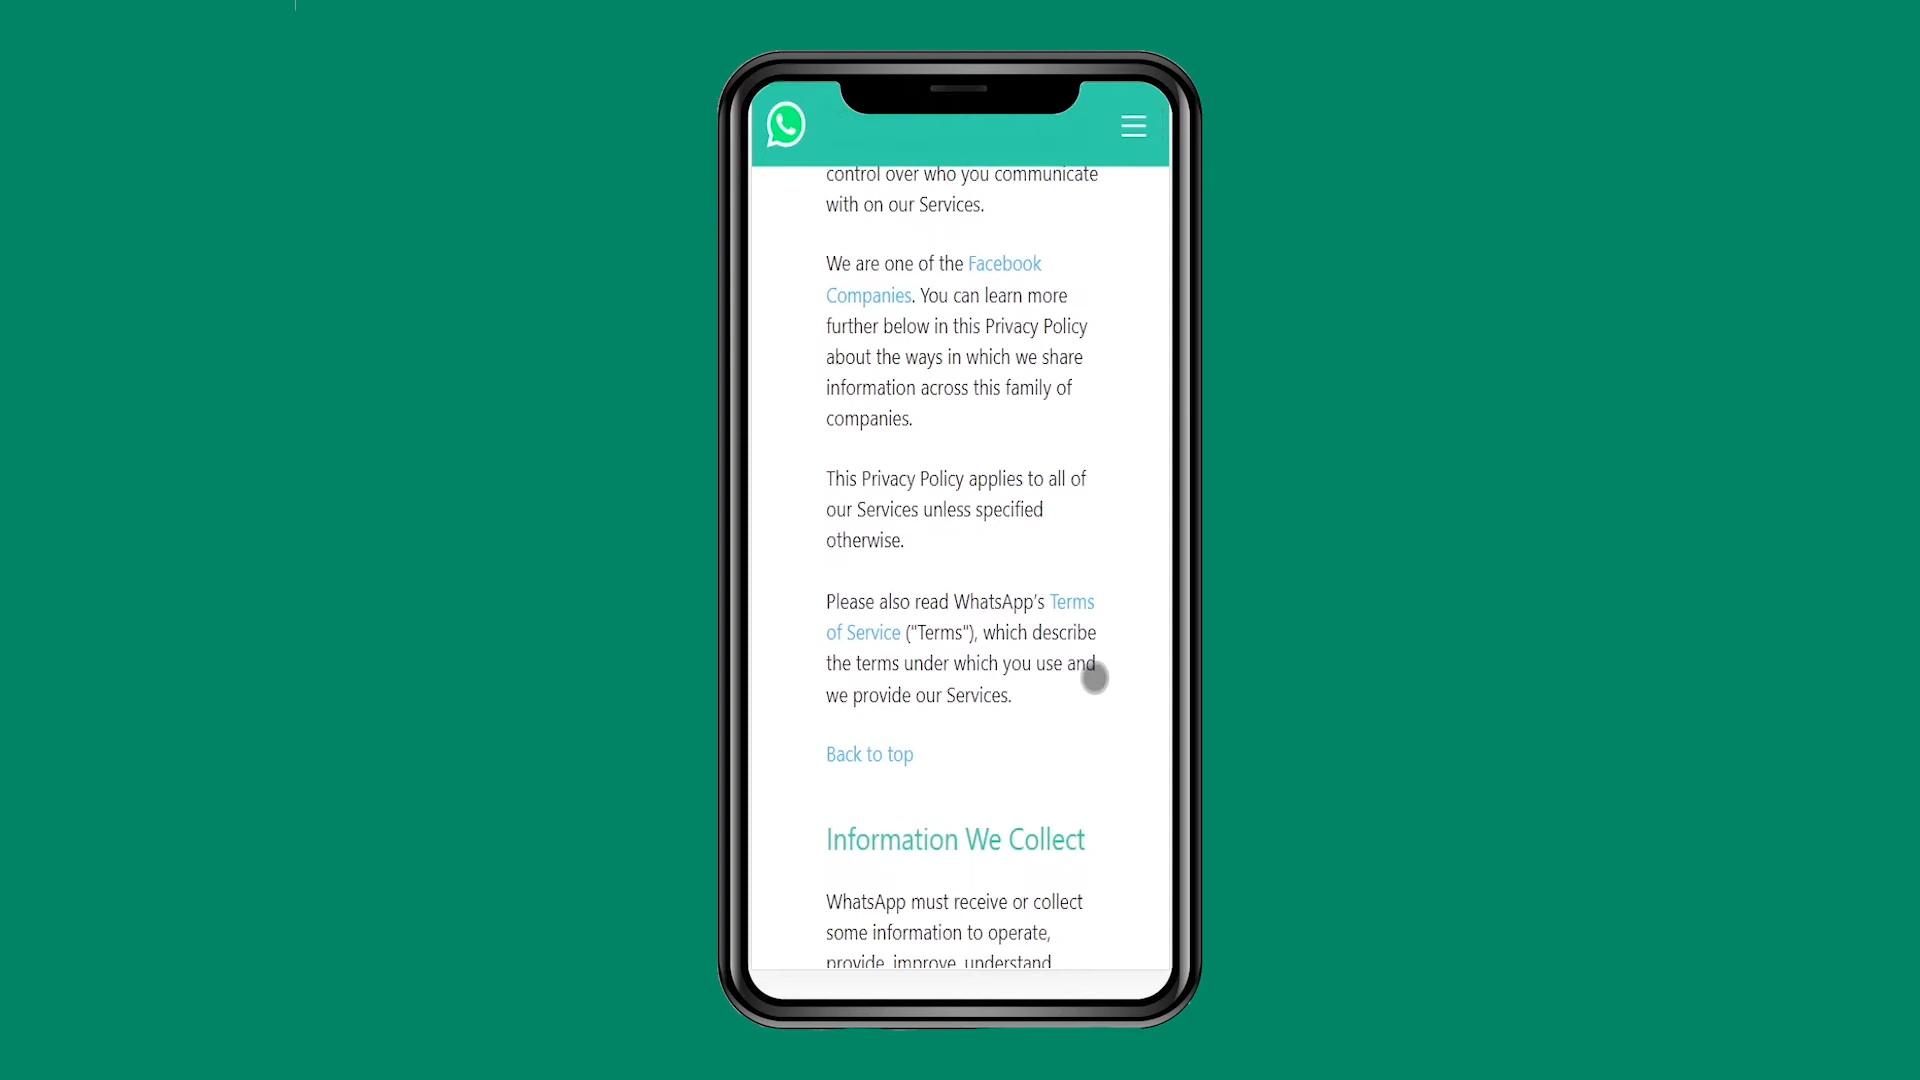 control over who you communicate
with on our Services.
We are one of the Facebook
Companies. You can learn more
further below in this Privacy Policy
about the ways in which we share
information across this family of
companies.
This Privacy Policy applies to all of
our Services unless specified
otherwise.
Please also read WhatsApp’s Terms
of Service ("Terms"), which describe
the terms under which you use and
we provide our Services.
Back to top
Information We Collect
WhatsApp must receive or collect
some information to operate,
provide, improve, understand